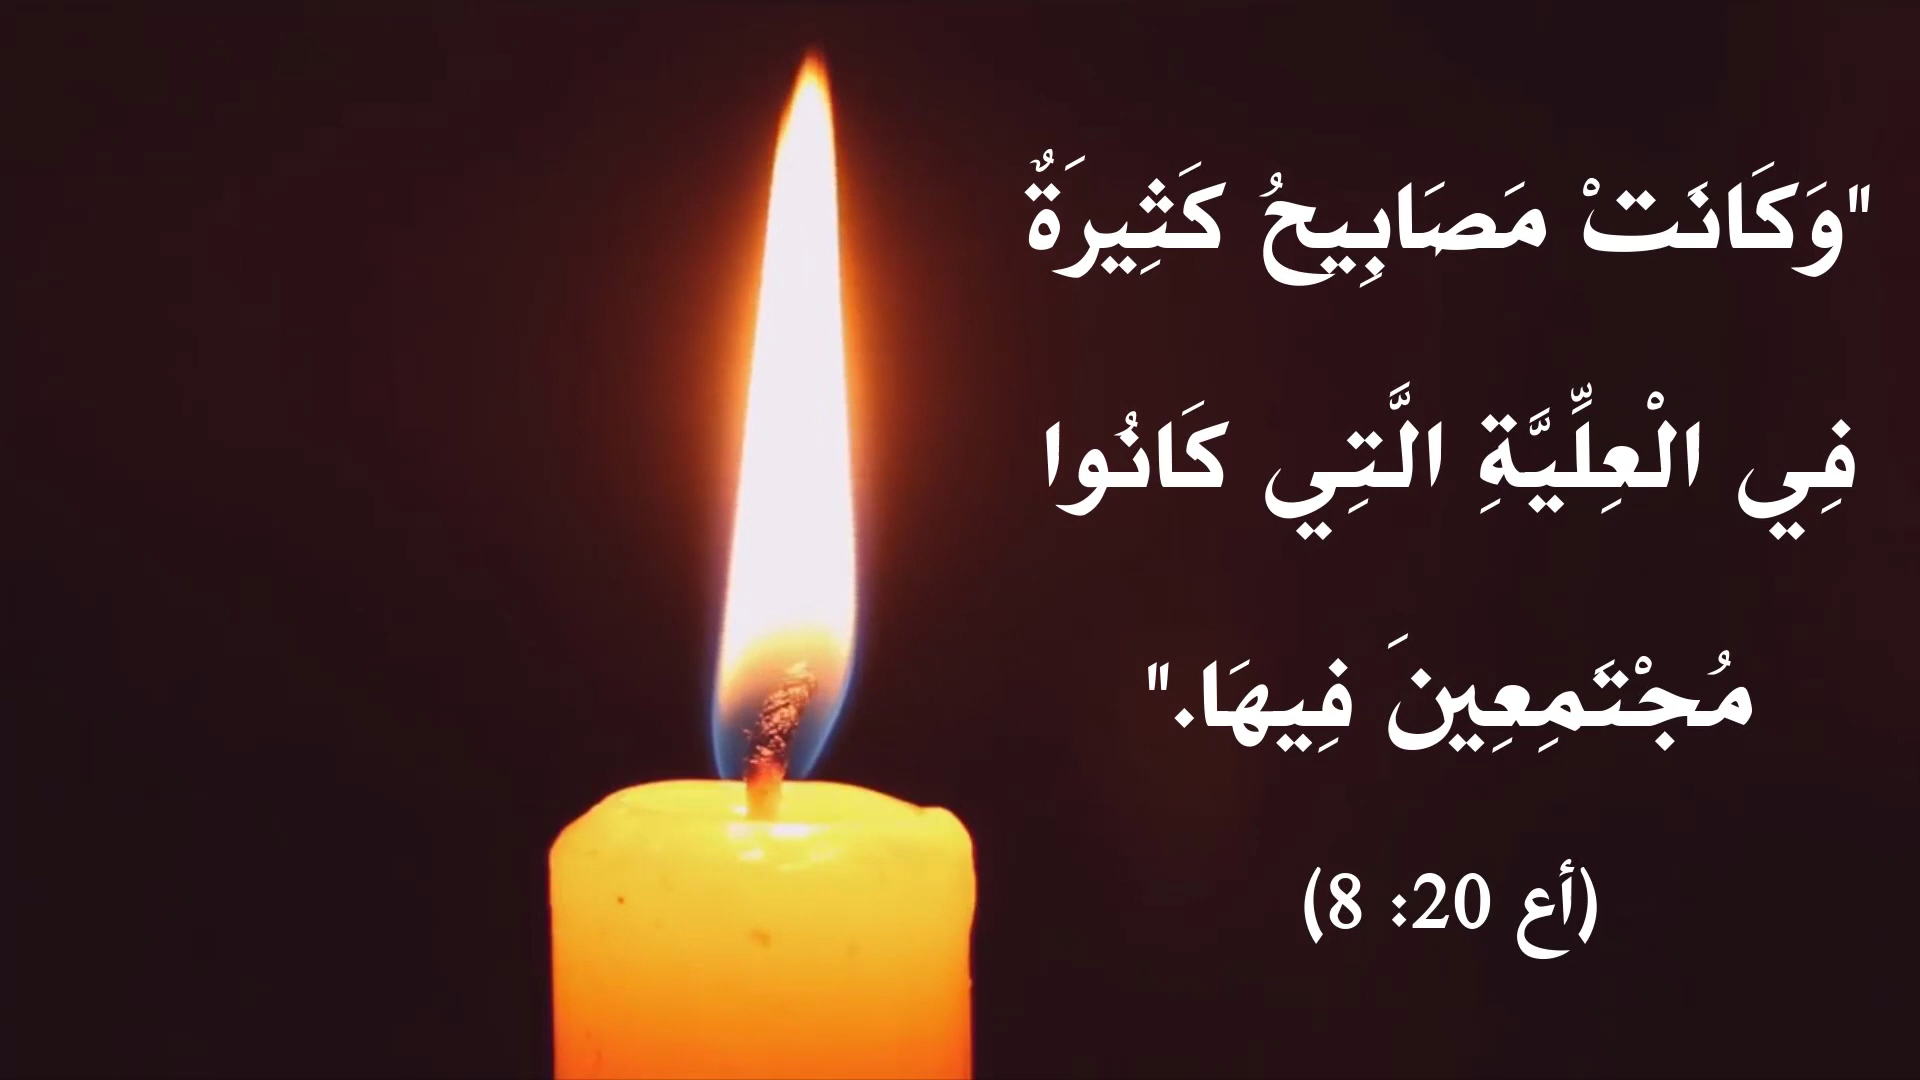 "وَكَانَتْ مَصَابِيحُ كَثِيرَةٌ
فِي الْعِلِّيَّةِ الَّتِي كَانُوا
مُجْتَمِعِينَ فِيهَا."
(أع 20: 8)